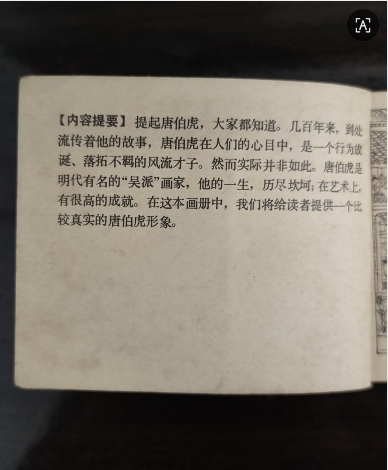 【内容提要】提起唐伯虎，大家都知道。几百年来，到处
流传着他的故事，唐伯虎在人们的心目中，是一个行为放
诞、落拓不羁的风流才子。然而实际并非如此。唐伯虎是
明代有名的“吴派”画家，他的一生，历尽坎坷；在艺术上，
有很高的成就。在这本画册中，我们将给读者提供一个比
较真实的唐伯虎形象。